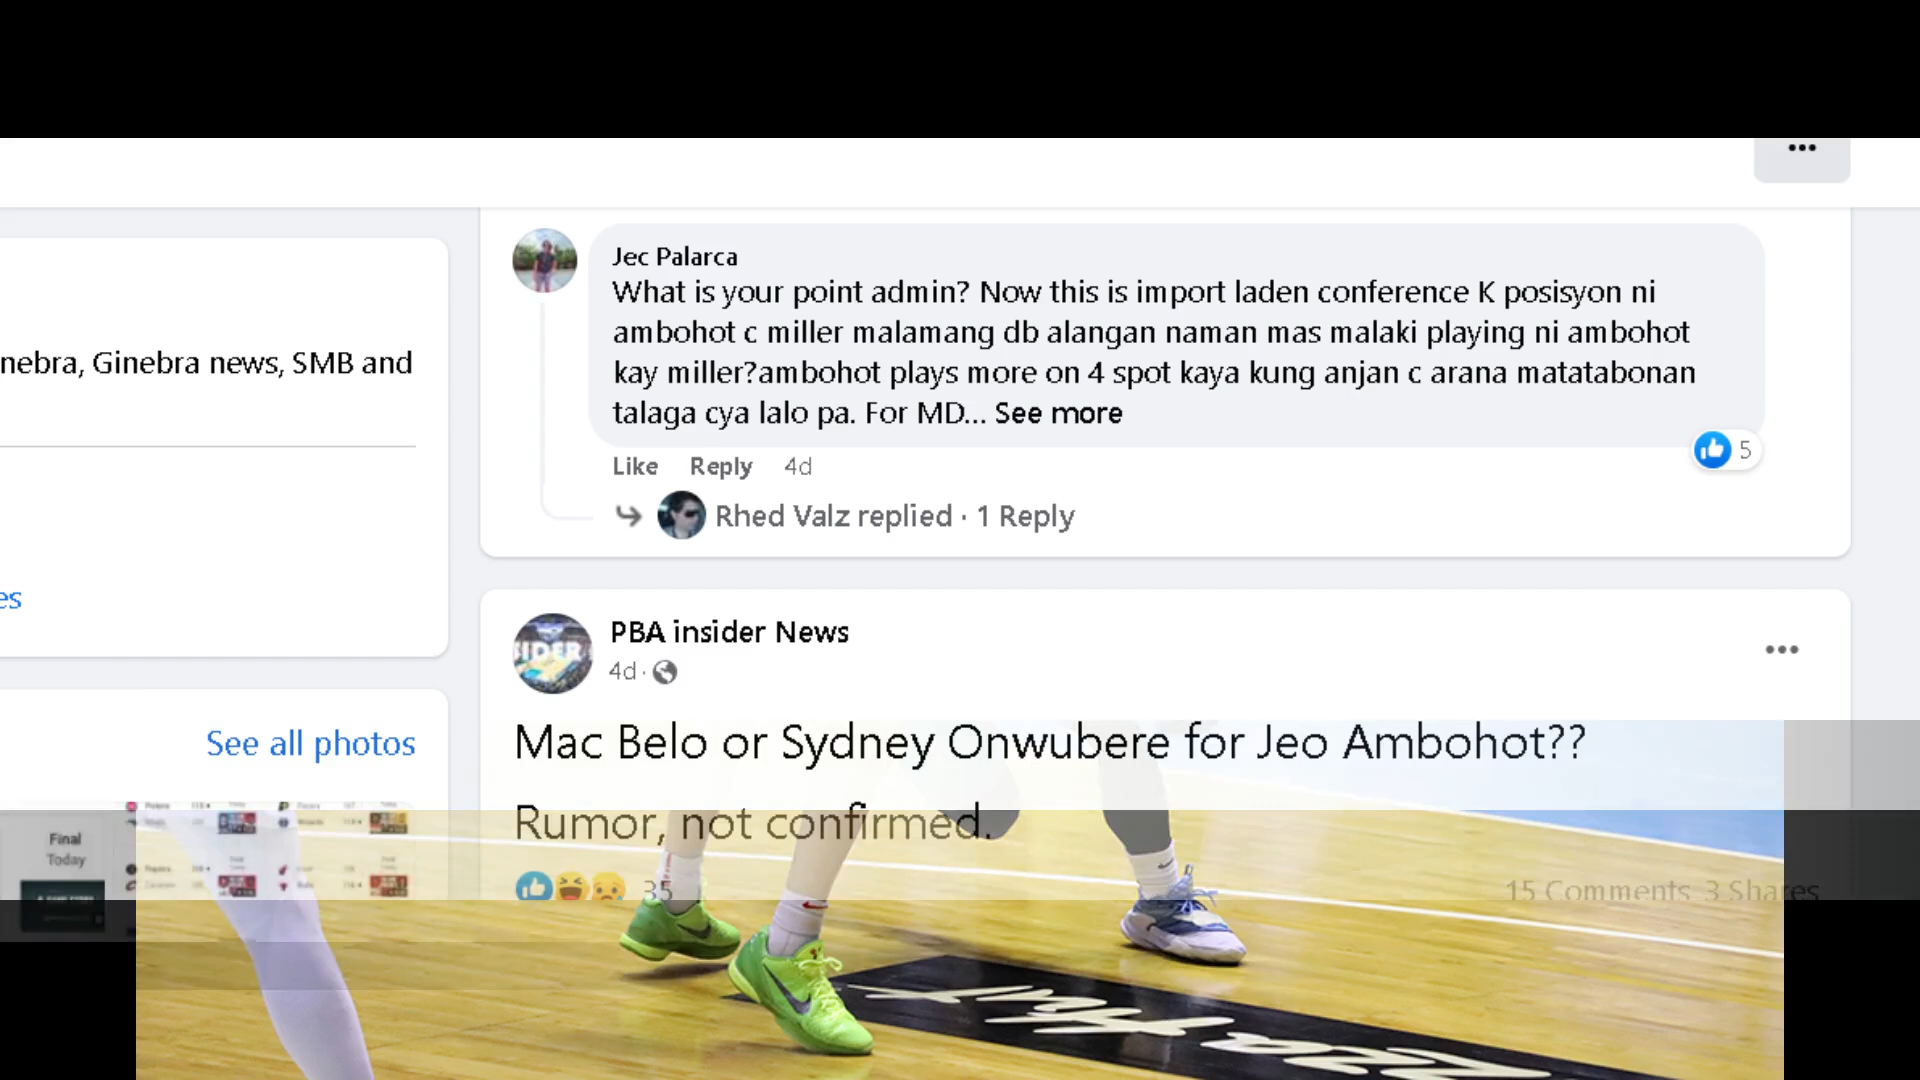 Jec Palarca
What is your point admin? Now this is import laden conference K posisyon ni
ambohot c miller malamang db alangan naman mas malaki playing ni ambohot
kay miller?ambohot plays more on 4 spot kaya kung anjan c arana matatabonan
talaga cya lalo pa. For MD... See more
5
Like Reply 4d
Rhed Valz replied · 1 Reply
nebra, Ginebra news, SMB and
es
See all photos
Final
Today
PBA insider News
4d ·
Mac Belo or Sydney Onwubere for Jeo Ambohot??
Rumor, not confirmed.
35
15 Comments 3 Shares